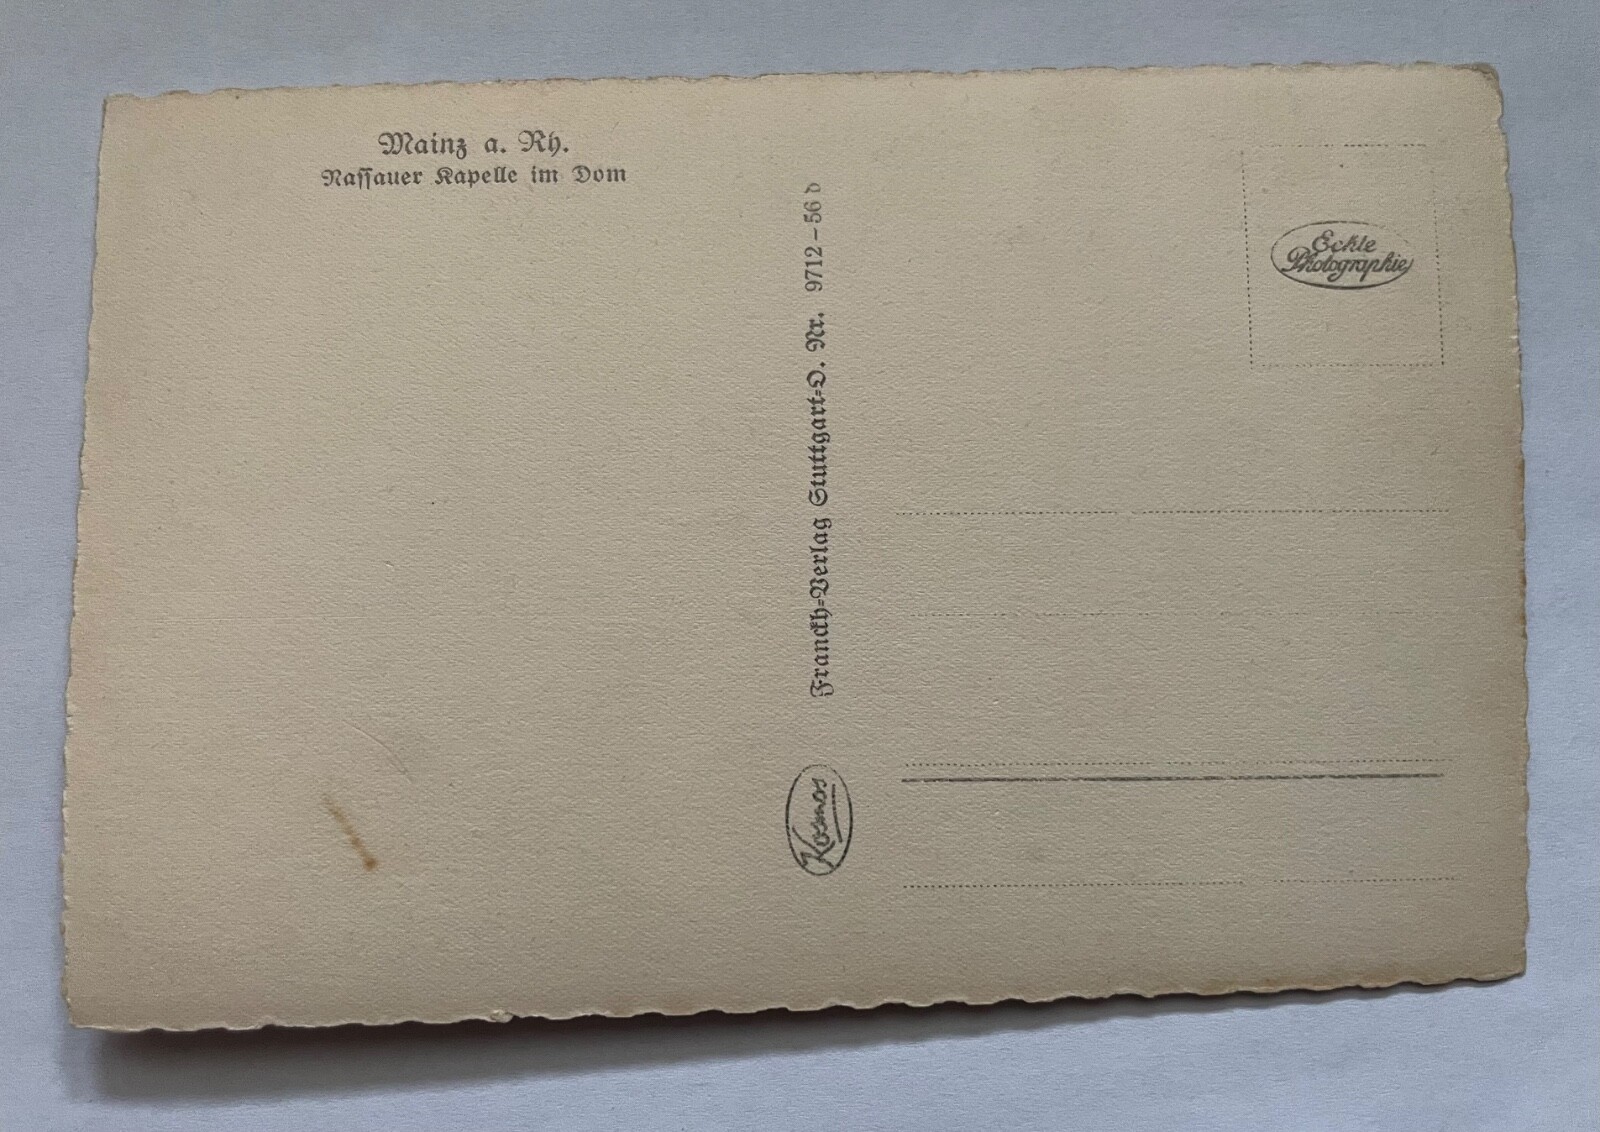 Mainz a. Rh.
Nassauer Kapelle im Dom
Franckh=Verlag Stuttgart=O. Nr. 9712–56 b
Kosmos
Echte
Photographie